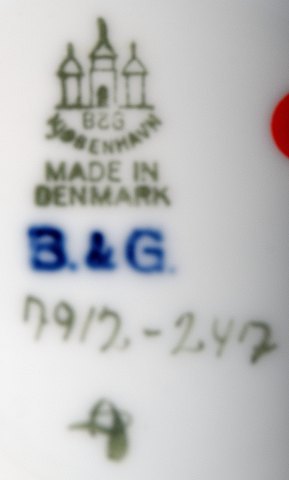 B&G
KJØBENHAVN
MADE IN
DENMARK
B. & G.
7912.-247